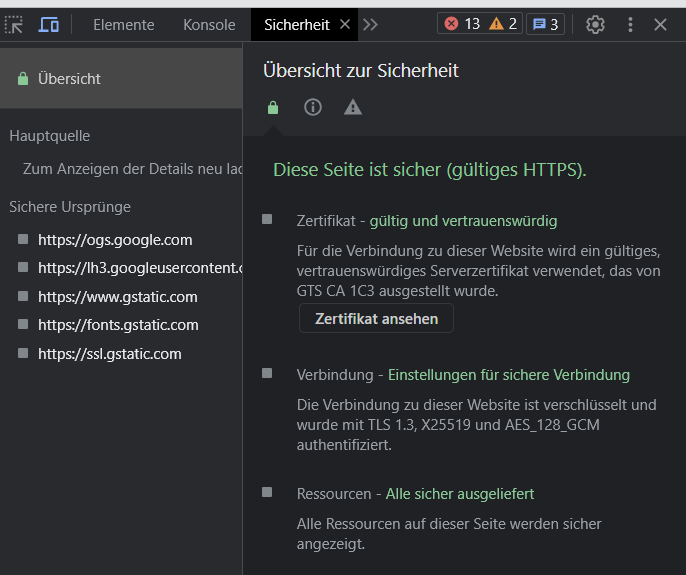 Elemente
Konsole
Sicherheit
13
2
3
Übersicht
Hauptquelle
Zum Anzeigen der Details neu lad
Sichere Ursprünge
https://ogs.google.com
https://lh3.googleusercontent.c
https://www.gstatic.com
https://fonts.gstatic.com
https://ssl.gstatic.com
Übersicht zur Sicherheit
Diese Seite ist sicher (gültiges HTTPS).
Zertifikat - gültig und vertrauenswürdig
Für die Verbindung zu dieser Website wird ein gültiges,
vertrauenswürdiges Serverzertifikat verwendet, das von
GTS CA 1C3 ausgestellt wurde.
Zertifikat ansehen
Verbindung - Einstellungen für sichere Verbindung
Die Verbindung zu dieser Website ist verschlüsselt und
wurde mit TLS 1.3, X25519 und AES_128_GCM
authentifiziert.
Ressourcen - Alle sicher ausgeliefert
Alle Ressourcen auf dieser Seite werden sicher
angezeigt.